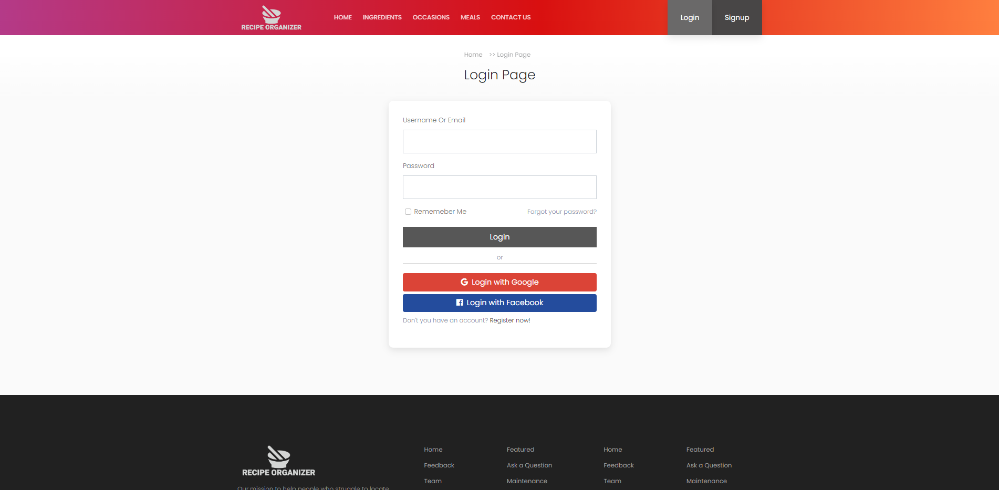 RECIPE ORGANIZER
HOME INGREDIENTS OCCASIONS MEALS CONTACT US
Login Signup
Home >> Login Page
Login Page
Username Or Email
Password
Rememeber Me Forgot your password?
Login
or
Login with Google
Login with Facebook
Don't you have an account? Register now!
RECIPE ORGANIZER
Our mission to help people who struggle to locate
Home Featured Home Featured
Feedback Ask a Question Feedback Ask a Question
Team Maintenance Team Maintenance